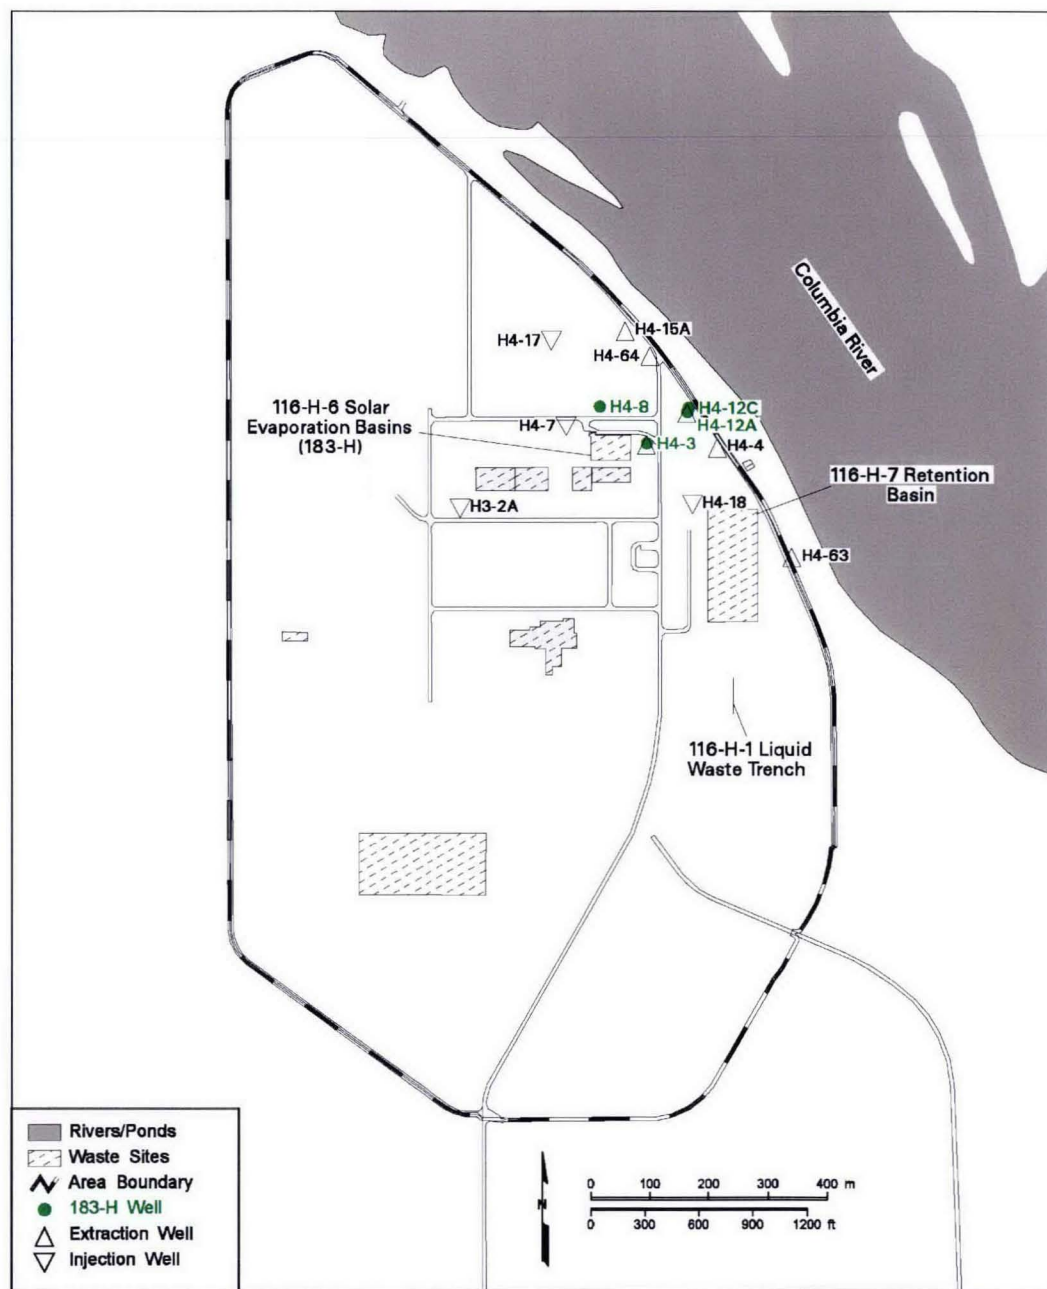 Columbia River
H4-15A
H4-17
H4-64
116-H-6 Solar
Evaporation Basins
(183-H)
H4-8
H4-12C
H4-12A
H4-7
H4-3
H4-4
116-H-7 Retention
Basin
H3-2A
H4-18
H4-63
116-H-1 Liquid
Waste Trench
Rivers/Ponds
Waste Sites
Area Boundary
183-H Well
Extraction Well
Injection Well
N
0 100 200 300 400 m
0 300 600 900 1200 ft